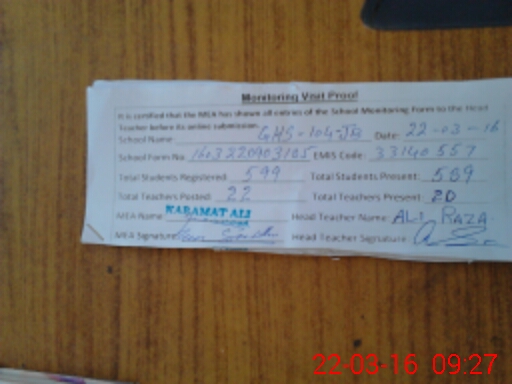 Monitoring Visit Proof
It is certified that the MEA has shown all entries of the School Monitoring Form to the Head
Teacher before its online submission.
School Name: GHS-104-JB Date: 22-03-16
School Form No 1603220903105 EMIS Code: 33140557
Total Students Registered: 599 Total Students Present: 589
Total Teachers Posted: 22 Total Teachers Present: 20
MEA Name: KARAMAT ALI Head Teacher Name: ALI RAZA
MEA Signature: Head Teacher Signature:
22-03-16 09:27